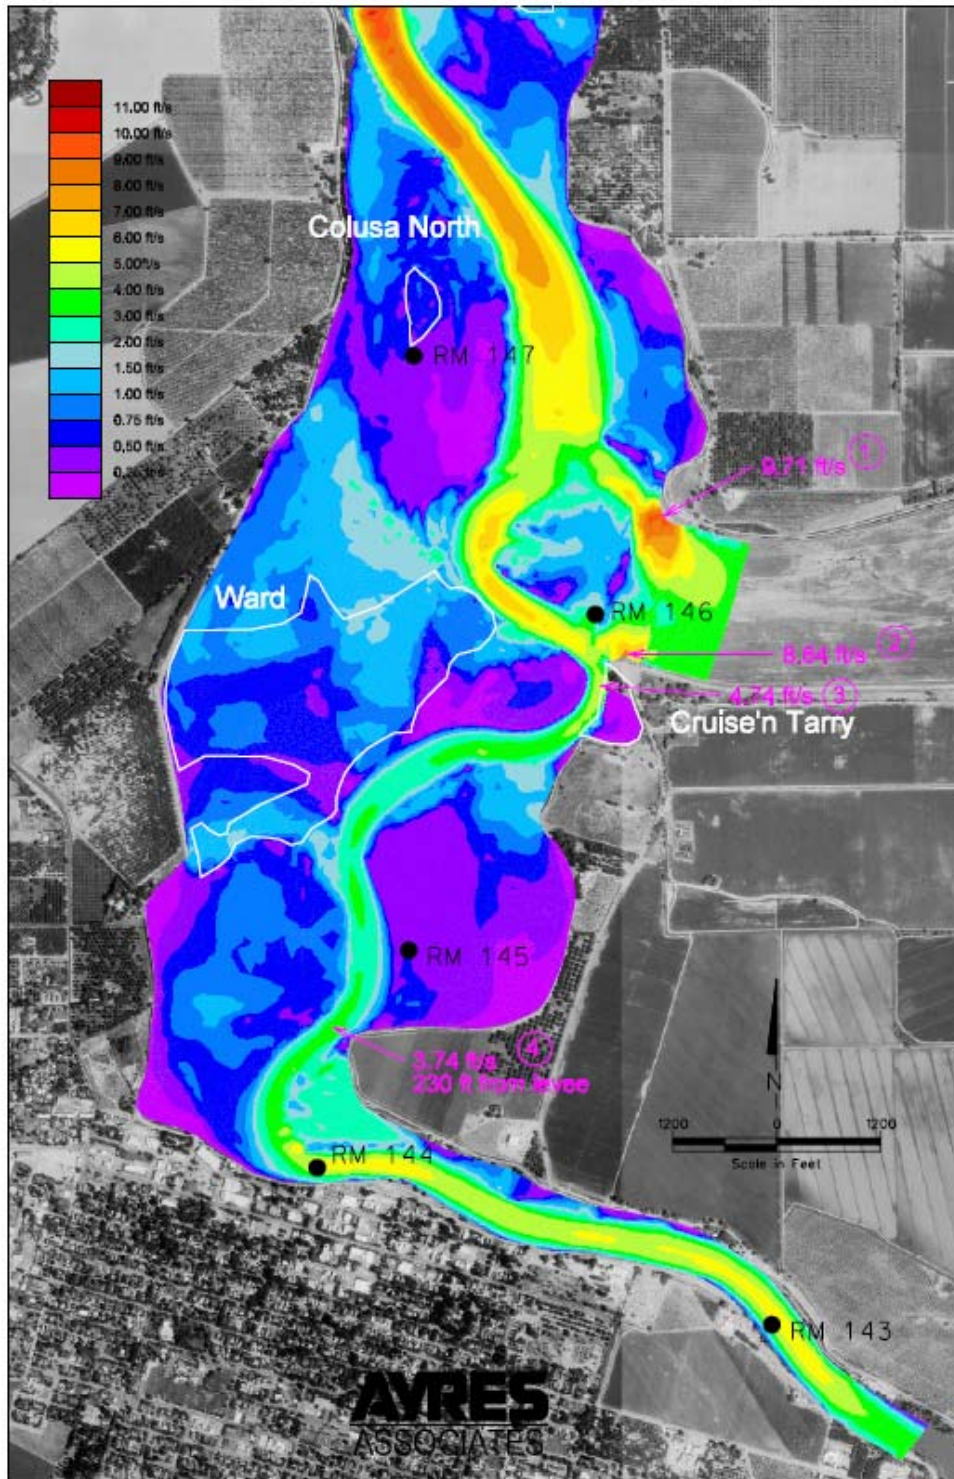 11.00 ft/s
10.00 ft/s
9.00 ft/s
8.00 ft/s
7.00 ft/s
6.00 ft/s
5.00ft/s
4.00 ft/s
3.00 ft/s
2.00 ft/s
1.50 ft/s
1.00 ft/s
0.75 ft/s
0.50 ft/s
0.25 ft/s
Colusa North
RM 147
9.71 ft/s 1
Ward
RM 146
8.64 ft/s 2
4.74 ft/s 3
Cruise'n Tarry
RM 145
3.74 ft/s 4
230 ft from levee
N
1200 0 1200
Scale in Feet
RM 144
RM 143
AYRES
ASSOCIATES